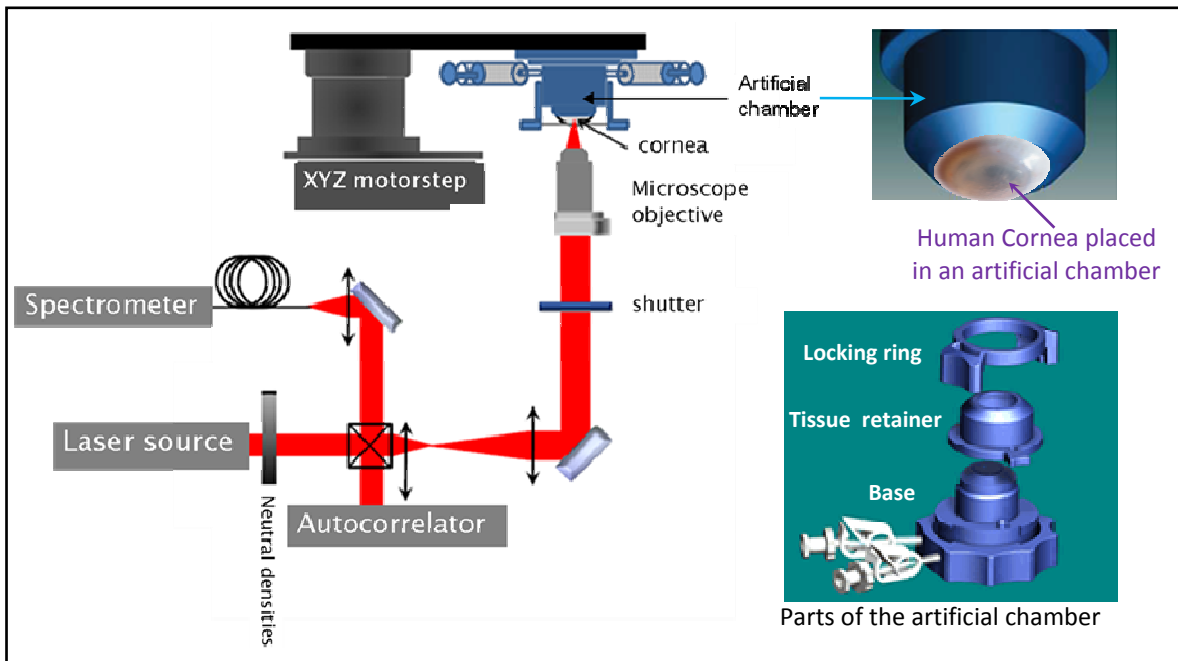 Artificial
chamber
cornea
XYZ motorstep
Microscope
objective
Human Cornea placed
in an artificial chamber
Spectrometer
shutter
Locking ring
Tissue retainer
Laser source
Base
Autocorrelator
Neutral densities
Parts of the artificial chamber